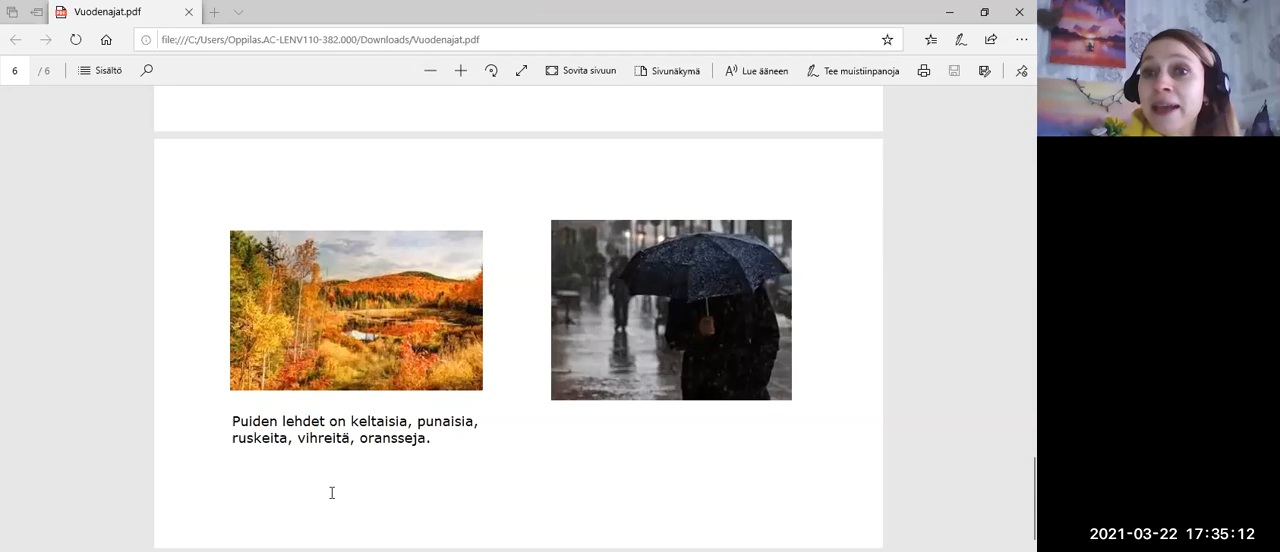 Vuodenajat.pdf
file:///C:/Users/Oppilas.AC-LENV110-382.000/Downloads/Vuodenajat.pdf
6 / 6 Sisältö Sovita sivuun Sivunäkymä Lue ääneen Tee muistiinpanoja
Puiden lehdet on keltaisia, punaisia,
ruskeita, vihreitä, oransseja.
2021-03-22 17:35:12